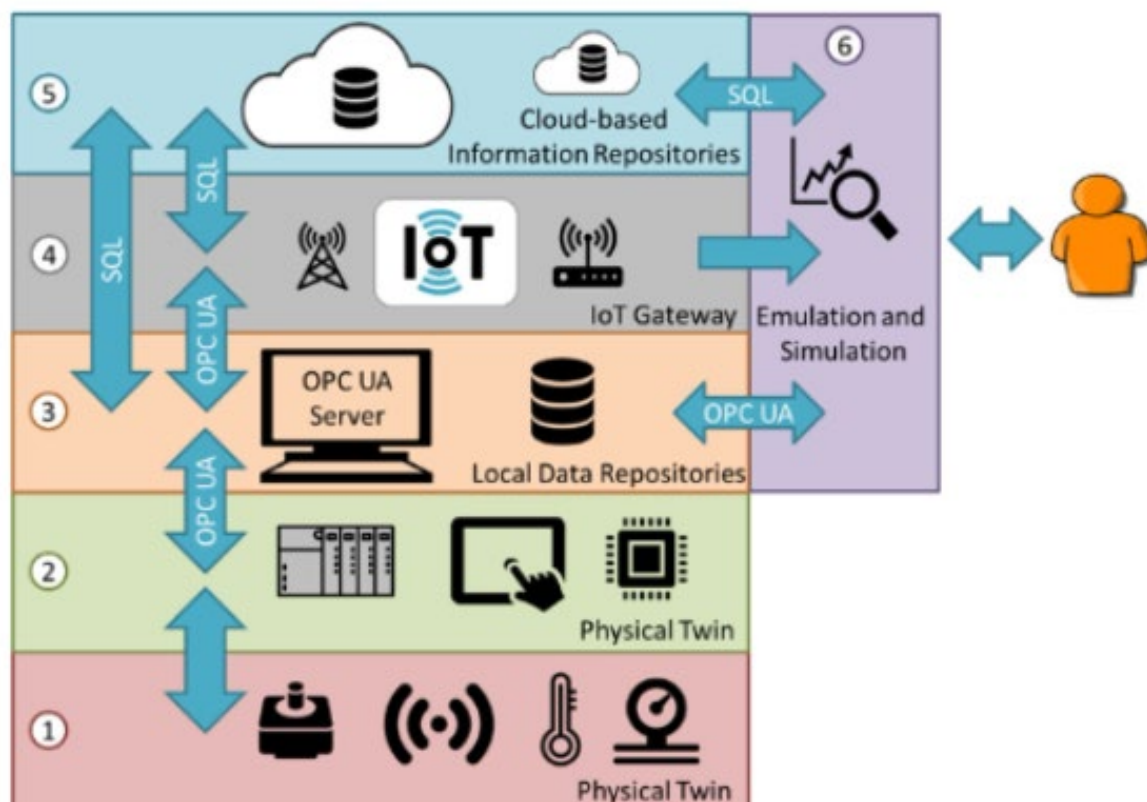 6
5
SQL
Cloud-based
Information Repositories
SQL
SQL
4
IoT
IoT Gateway
Emulation and
Simulation
OPC UA
3
OPC UA
Server
OPC UA
Local Data Repositories
OPC UA
2
Physical Twin
1
Physical Twin